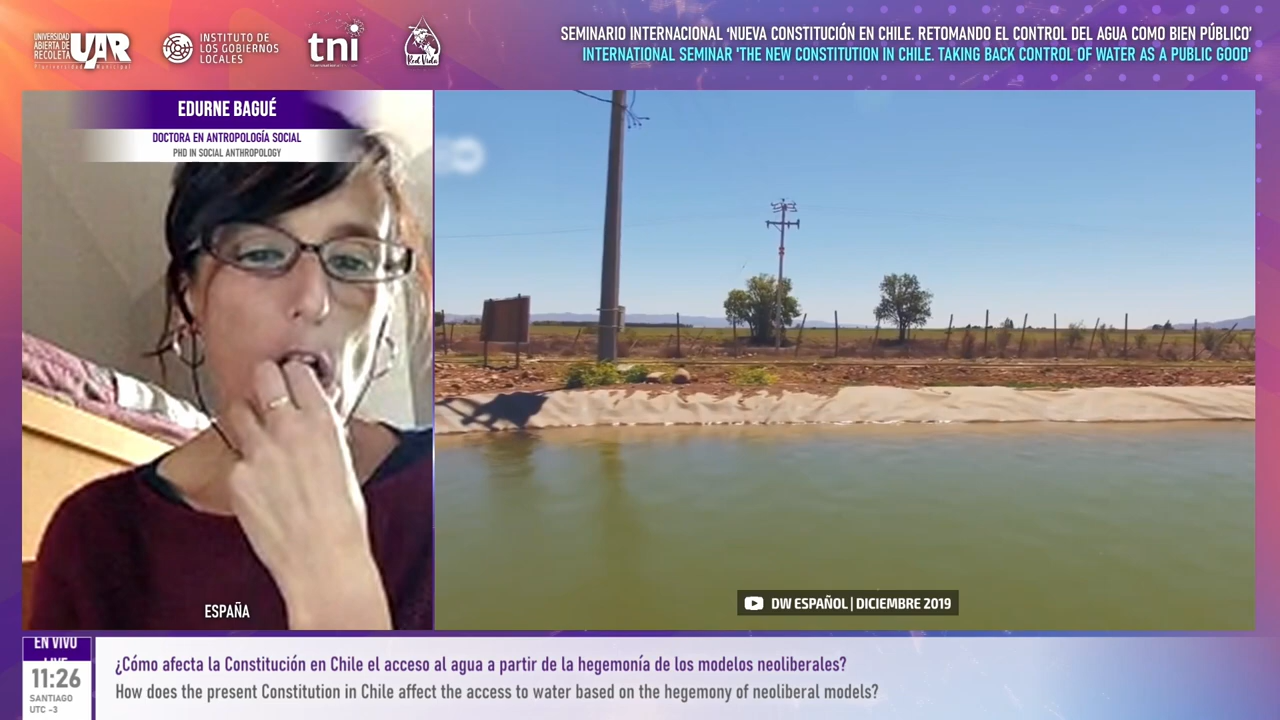 UNIVERSIDAD
ABIERTA DE
RECOLETA
UAR
Pluriversidad Municipal
INSTITUTO DE
LOS GOBIERNOS
LOCALES
tni
Red Vida
SEMINARIO INTERNACIONAL ‘NUEVA CONSTITUCIÓN EN CHILE. RETOMANDO EL CONTROL DEL AGUA COMO BIEN PÚBLICO’
INTERNATIONAL SEMINAR 'THE NEW CONSTITUTION IN CHILE. TAKING BACK CONTROL OF WATER AS A PUBLIC GOOD'
EDURNE BAGUÉ
DOCTORA EN ANTROPOLOGÍA SOCIAL
PHD IN SOCIAL ANTHROPOLOGY
ESPAÑA
DW ESPAÑOL | DICIEMBRE 2019
EN VIVO
LIVE
11:26
SANTIAGO
UTC -3
¿Cómo afecta la Constitución en Chile el acceso al agua a partir de la hegemonía de los modelos neoliberales?
How does the present Constitution in Chile affect the access to water based on the hegemony of neoliberal models?